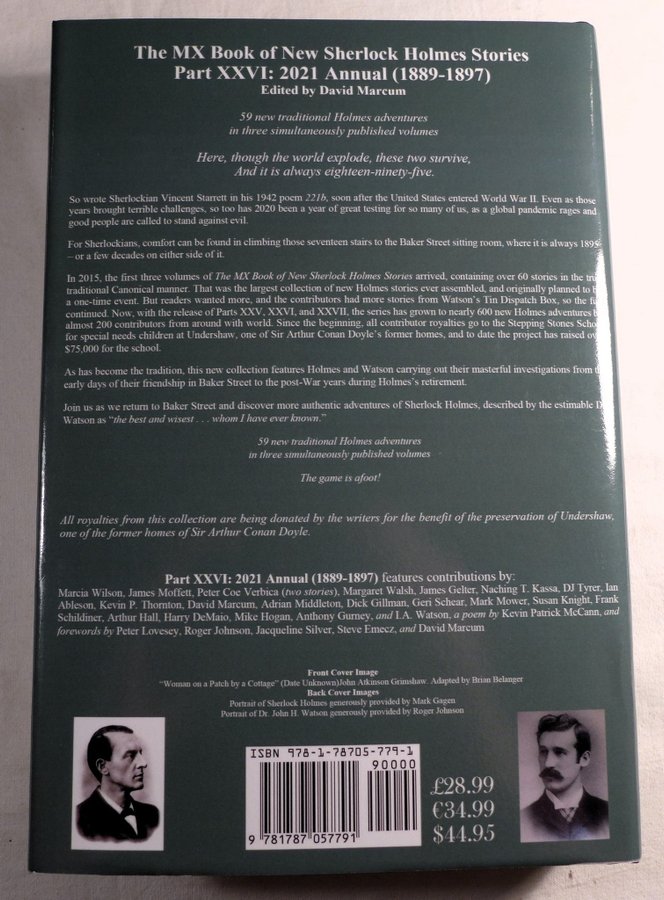 The MX Book of New Sherlock Holmes Stories
Part XXVI: 2021 Annual (1889-1897)
Edited by David Marcum
59 new traditional Holmes adventures
in three simultaneously published volumes
Here, though the world explode, these two survive,
And it is always eighteen-ninety-five.
So wrote Sherlockian Vincent Starrett in his 1942 poem 221b, soon after the United States entered World War II. Even as those
years brought terrible challenges, so too has 2020 been a year of great testing for so many of us, as a global pandemic rages and
good people are called to stand against evil.
For Sherlockians, comfort can be found in climbing those seventeen stairs to the Baker Street sitting room, where it is always 1895
– or a few decades on either side of it.
In 2015, the first three volumes of The MX Book of New Sherlock Holmes Stories arrived, containing over 60 stories in the
traditional Canonical manner. That was the largest collection of new Holmes stories ever assembled, and originally planned to
a one-time event. But readers wanted more, and the contributors had more stories from Watson's Tin Dispatch Box, so the
continued. Now, with the release of Parts XXV, XXVI, and XXVII, the series has grown to nearly 600 new Holmes adventures
almost 200 contributors from around with world. Since the beginning, all contributor royalties go to the Stepping Stones
for special needs children at Undershaw, one of Sir Arthur Conan Doyle's former homes, and to date the project has raised
$75,000 for the school.
As has become the tradition, this new collection features Holmes and Watson carrying out their masterful investigations from
early days of their friendship in Baker Street to the post-War years during Holmes's retirement.
Join us as we return to Baker Street and discover more authentic adventures of Sherlock Holmes, described by the estimable
Watson as "the best and wisest . . . whom I have ever known."
59 new traditional Holmes adventures
in three simultaneously published volumes
The game is afoot!
All royalties from this collection are being donated by the writers for the benefit of the preservation of Undershaw,
one of the former homes of Sir Arthur Conan Doyle.
Part XXVI: 2021 Annual (1889-1897) features contributions by:
Marcia Wilson, James Moffett, Peter Coe Verbica (two stories), Margaret Walsh, James Gelter, Naching T. Kassa, DJ Tyrer, Ian
Ableson, Kevin P. Thornton, David Marcum, Adrian Middleton, Dick Gillman, Geri Schear, Mark Mower, Susan Knight, Frank
Schildiner, Arthur Hall, Harry DeMaio, Mike Hogan, Anthony Gurney, and I.A. Watson, a poem by Kevin Patrick McCann, and
forewords by Peter Lovesey, Roger Johnson, Jacqueline Silver, Steve Emecz, and David Marcum
Front Cover Image
"Woman on a Patch by a Cottage" (Date Unknown)John Atkinson Grimshaw. Adapted by Brian Belanger
Back Cover Images
Portrait of Sherlock Holmes generously provided by Mark Gagen
Portrait of Dr. John H. Watson generously provided by Roger Johnson
ISBN 978-1-78705-779-1
90000
9 781787 057791
£28.99
€34.99
$44.95